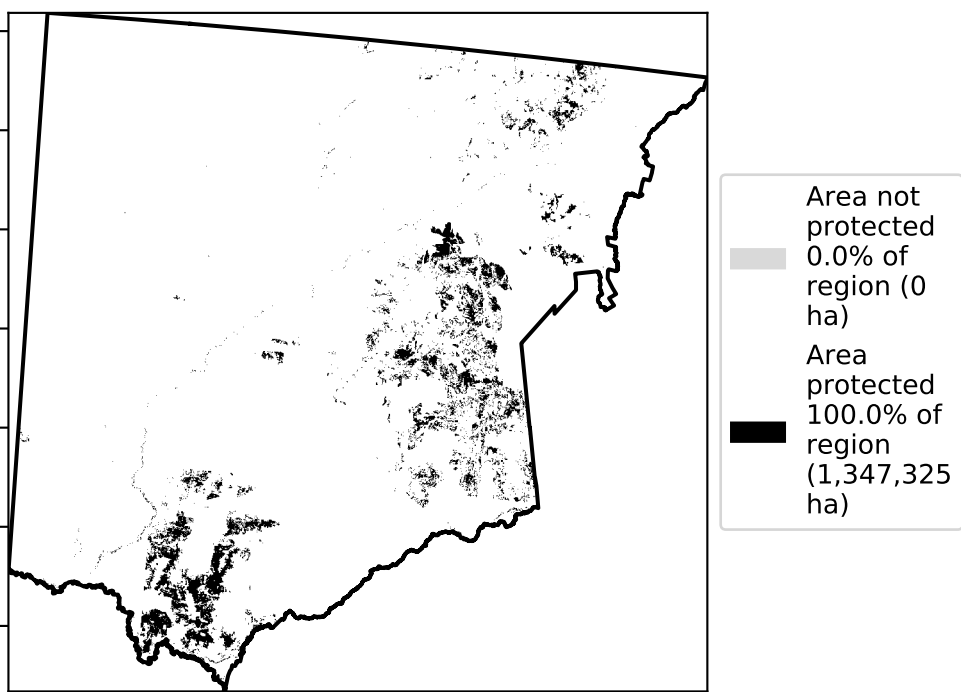 Area not
protected
0.0% of
region (0
ha)
Area
protected
100.0% of
region
(1,347,325
ha)